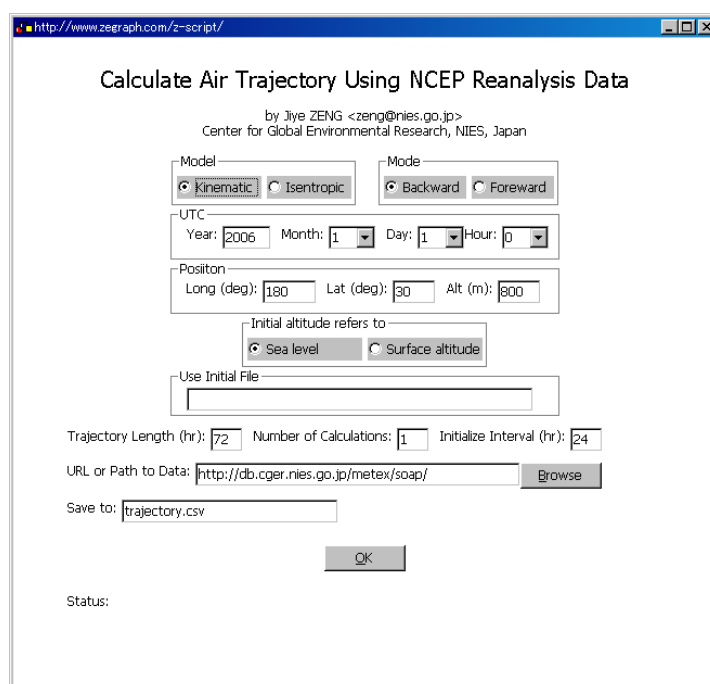 http://www.zegraph.com/z-script/
Calculate Air Trajectory Using NCEP Reanalysis Data
by Jiye ZENG <zeng@nies.go.jp>
Center for Global Environmental Research, NIES, Japan
Model Mode
Kinematic Isentropic Backward Foreward
UTC
Year: 2006 Month: 1 Day: 1 Hour: 0
Posiiton
Long (deg): 180 Lat (deg): 30 Alt (m): 800
Initial altitude refers to
Sea level Surface altitude
Use Initial File
Trajectory Length (hr): 72 Number of Calculations: 1 Initialize Interval (hr): 24
URL or Path to Data: http://db.cger.nies.go.jp/metex/soap/ Browse
Save to: trajectory.csv
OK
Status: